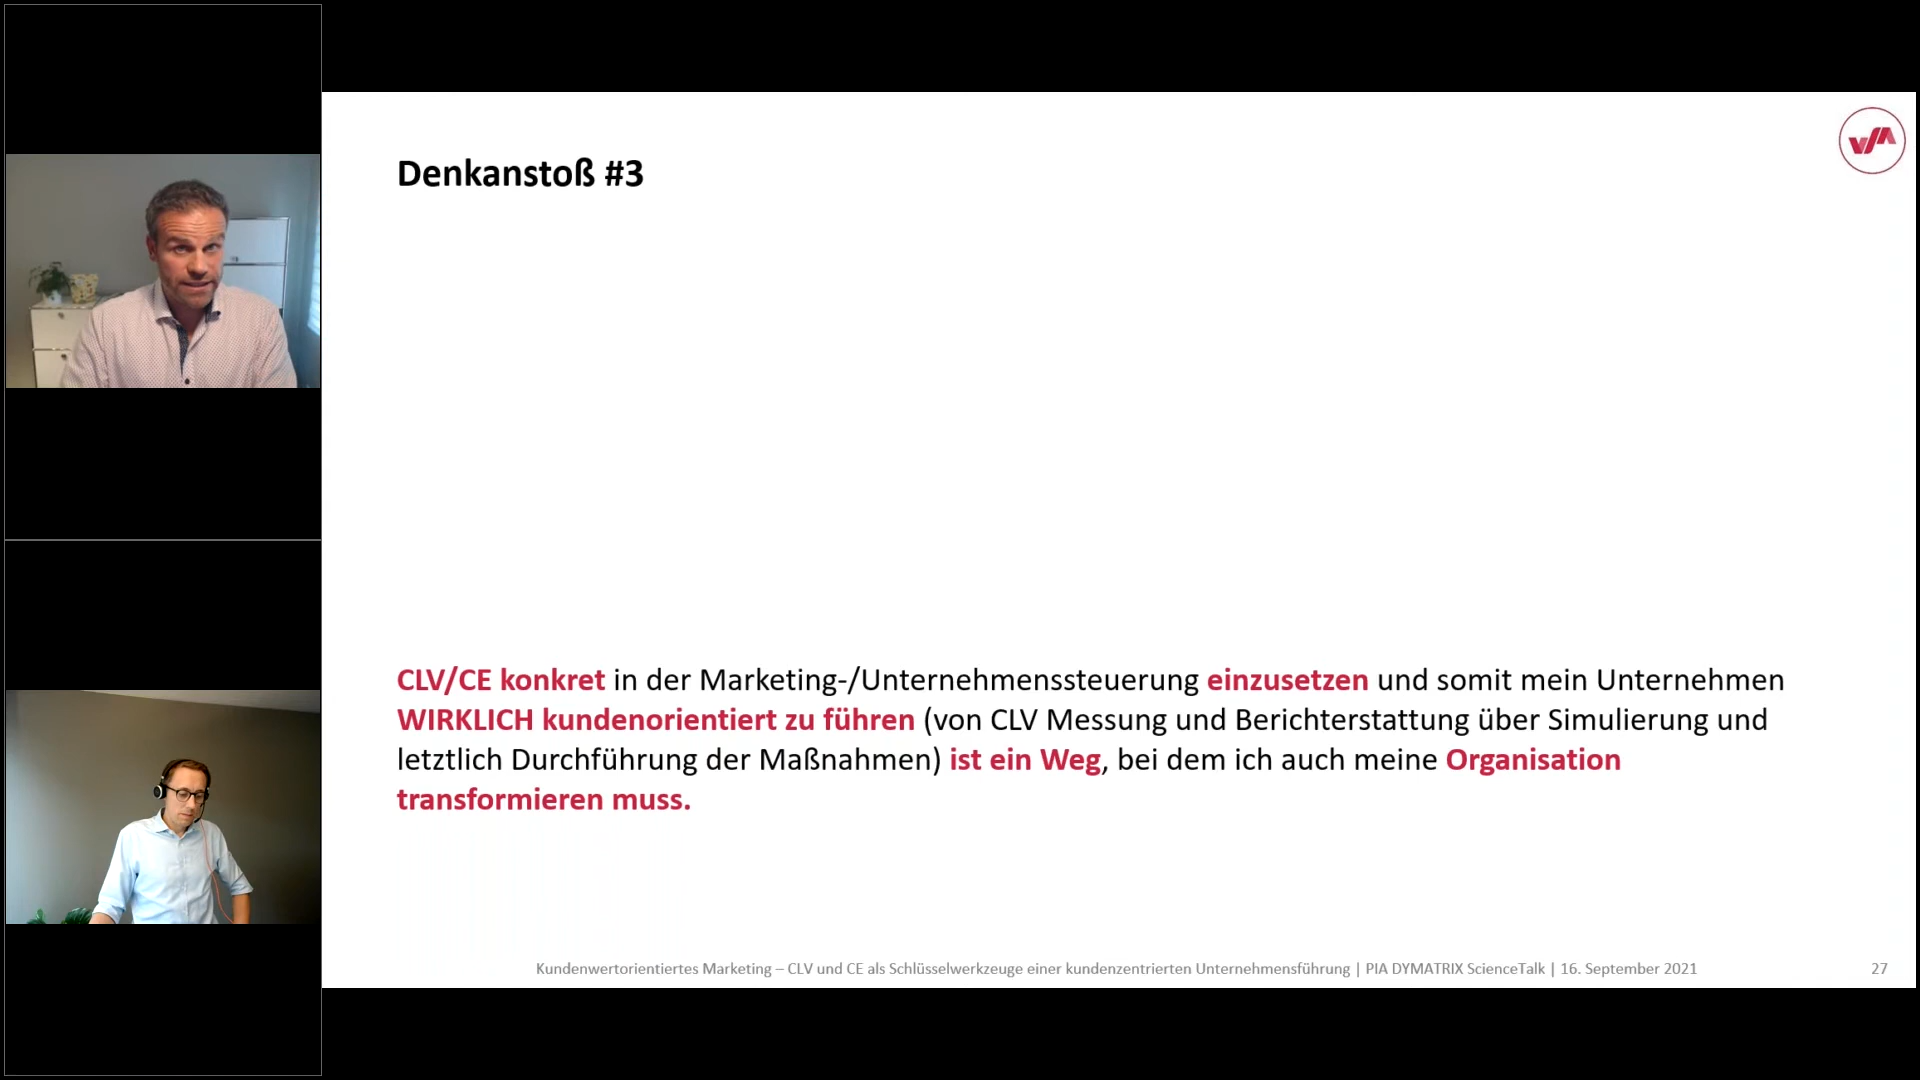 Denkanstoß #3
CLV/CE konkret in der Marketing-/Unternehmenssteuerung einzusetzen und somit mein Unternehmen
WIRKLICH kundenorientiert zu führen (von CLV Messung und Berichterstattung über Simulierung und
letztlich Durchführung der Maßnahmen) ist ein Weg, bei dem ich auch meine Organisation
transformieren muss.
Kundenwertorientiertes Marketing – CLV und CE als Schlüsselwerkzeuge einer kundenzentrierten Unternehmensführung | PIA DYMATRIX ScienceTalk | 16. September 2021
27